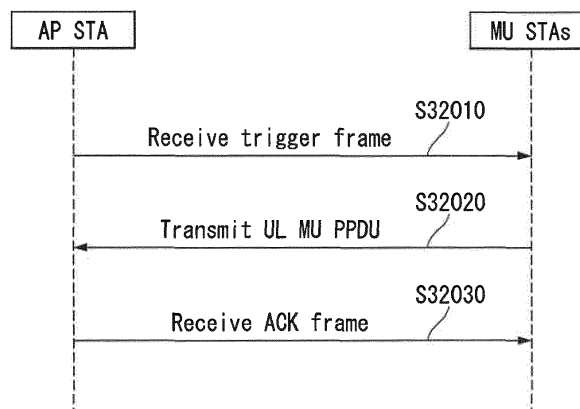 AP STA
MU STAs
S32010
Receive trigger frame
S32020
Transmit UL MU PPDU
S32030
Receive ACK frame